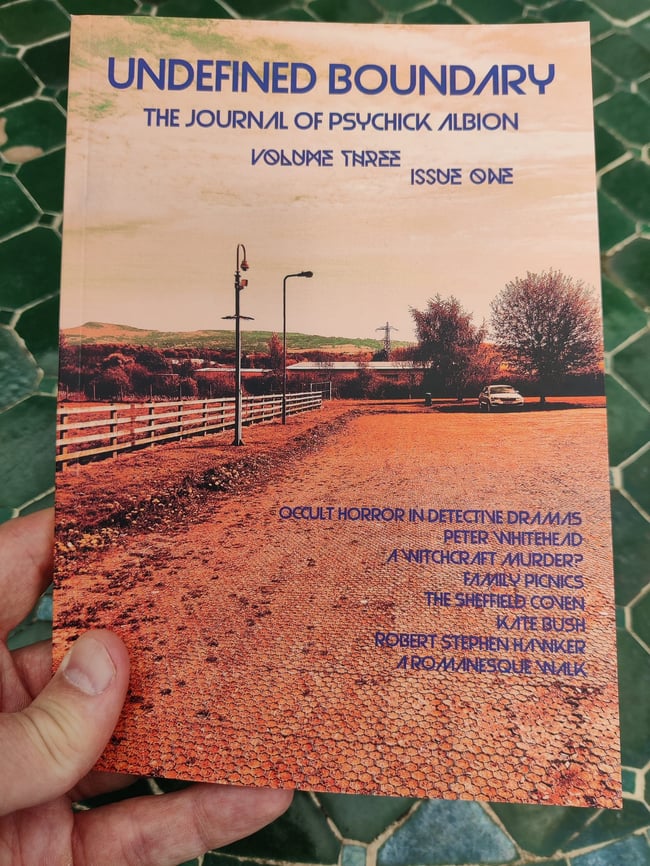 UNDEFINED BOUNDARY
THE JOURNAL OF PSYCHICK ALBION
VOLUME THREE
ISSUE ONE
OCCULT HORROR IN DETECTIVE DRAMAS
PETER WHITEHEAD
A WITCHCRAFT MURDER?
FAMILY PICNICS
THE SHEFFIELD COVEN
KATE BUSH
ROBERT STEPHEN HAWKER
A ROMANESQUE WALK